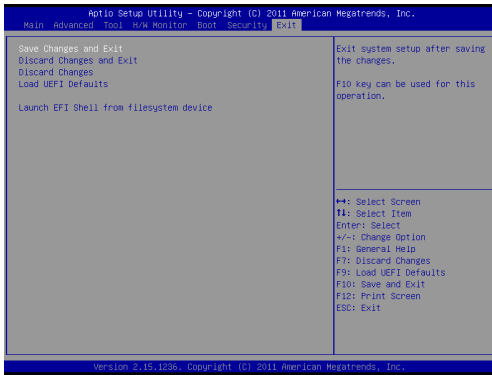 Aptio Setup Utility – Copyright (C) 2011 American Megatrends, Inc.
Main Advanced Tool H/W Monitor Boot Security Exit
Save Changes and Exit
Discard Changes and Exit
Discard Changes
Load UEFI Defaults
Launch EFI Shell from filesystem device
Exit system setup after saving
the changes.
F10 key can be used for this
operation.
↔: Select Screen
↑↓: Select Item
Enter: Select
+/-: Change Option
F1: General Help
F7: Discard Changes
F9: Load UEFI Defaults
F10: Save and Exit
F12: Print Screen
ESC: Exit
Version 2.15.1236. Copyright (C) 2011 American Megatrends, Inc.